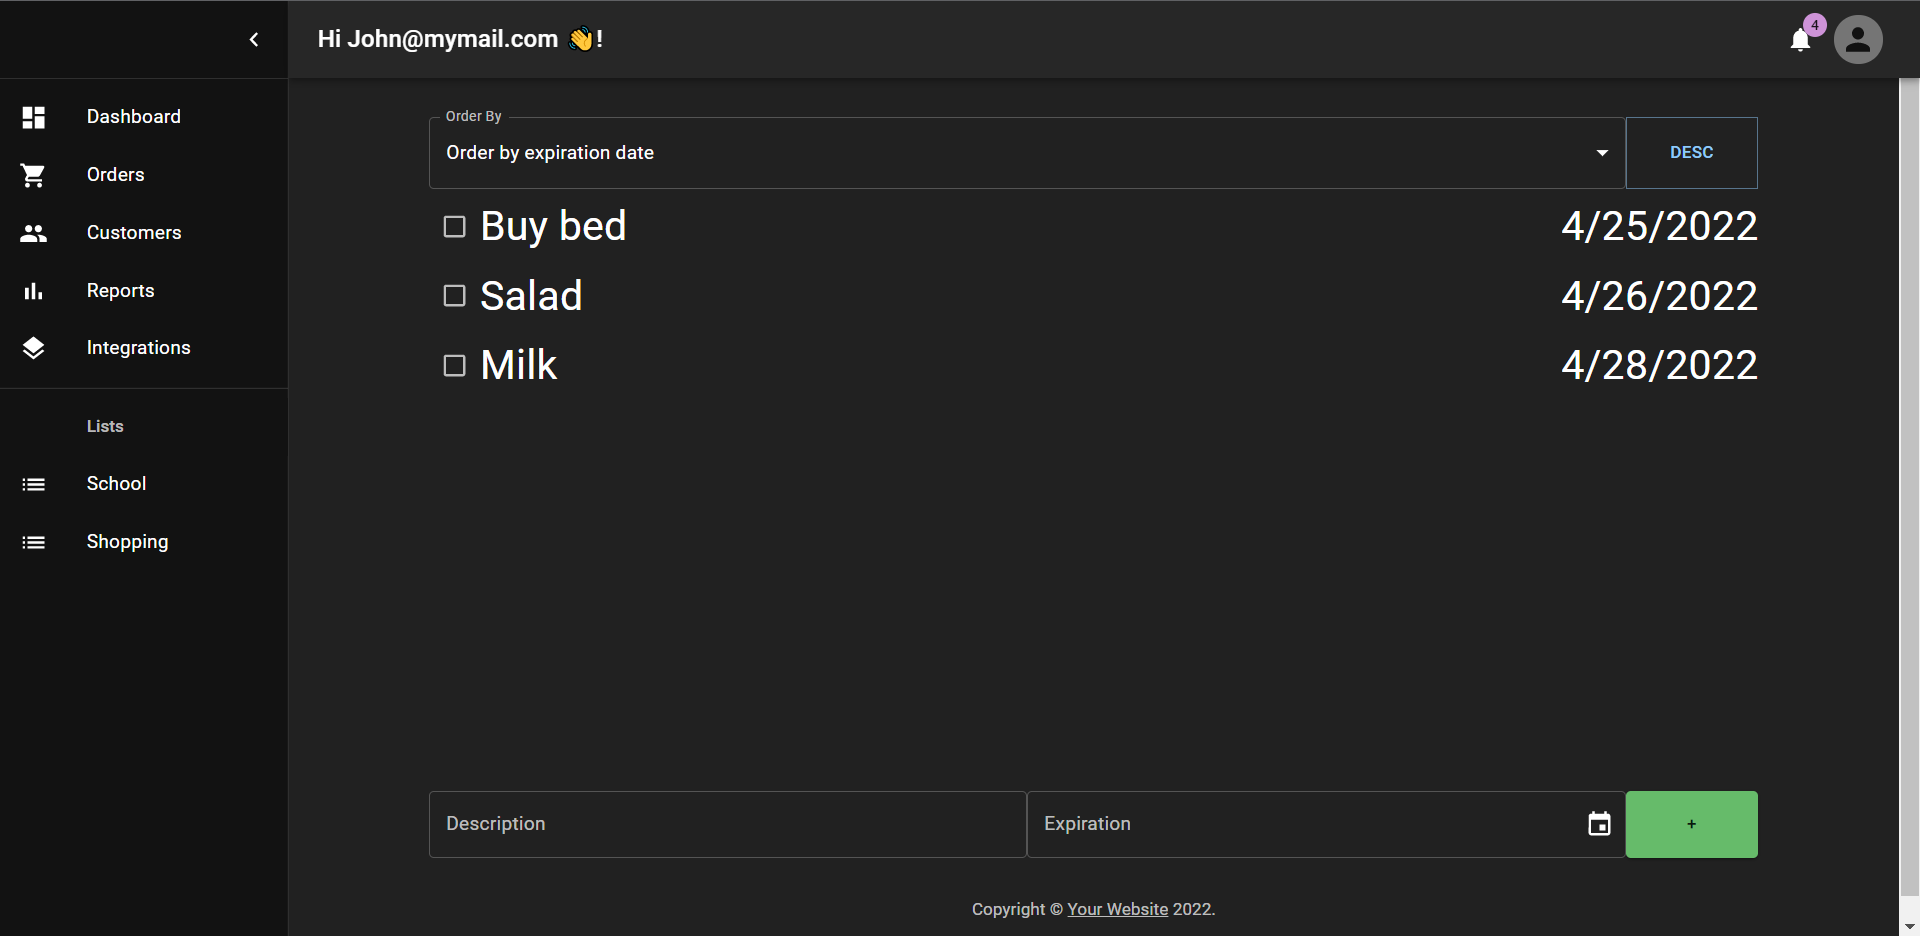 Hi John@mymail.com 👋!
4
Dashboard
Orders
Customers
Reports
Integrations
Lists
School
Shopping
Order By
Order by expiration date
DESC
Buy bed 4/25/2022
Salad 4/26/2022
Milk 4/28/2022
Description
Expiration
+
Copyright © Your Website 2022.